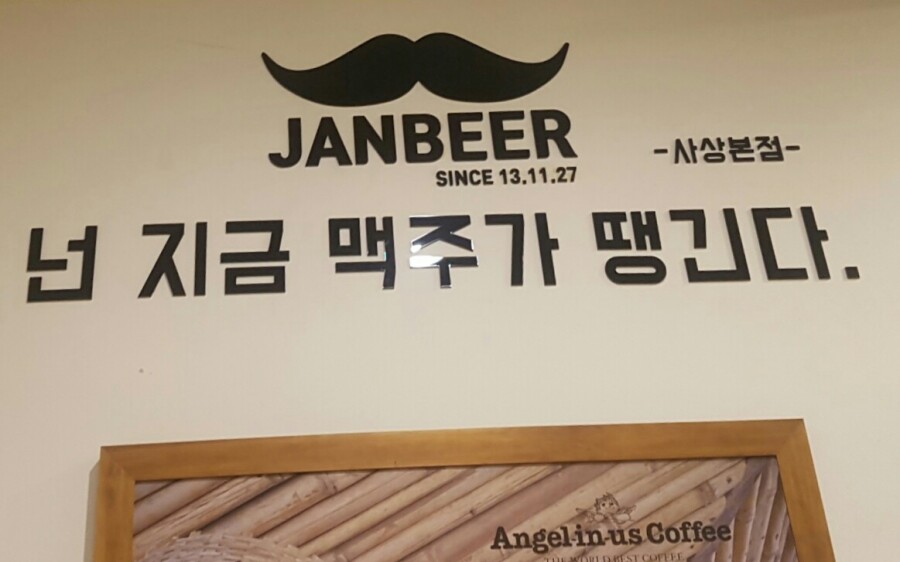 JANBEER
SINCE 13.11.27
-사상본점-
넌 지금 맥주가 땡긴다.
Angel-in-us Coffee
THE WORLD BEST COFFEE